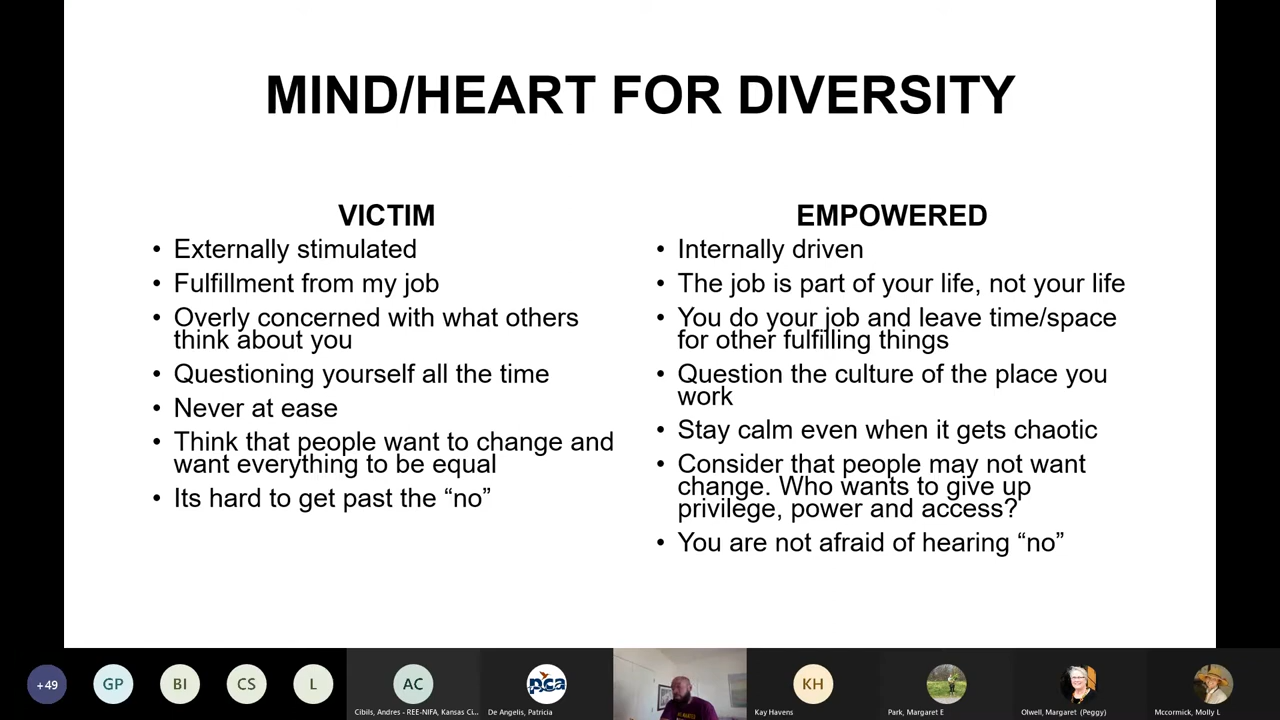 MIND/HEART FOR DIVERSITY
VICTIM
• Externally stimulated
• Fulfillment from my job
• Overly concerned with what others
think about you
• Questioning yourself all the time
• Never at ease
• Think that people want to change and
want everything to be equal
• Its hard to get past the “no”
EMPOWERED
• Internally driven
• The job is part of your life, not your life
• You do your job and leave time/space
for other fulfilling things
• Question the culture of the place you
work
• Stay calm even when it gets chaotic
• Consider that people may not want
change. Who wants to give up
privilege, power and access?
• You are not afraid of hearing “no”
+49
GP
BI
CS
L
AC
Cibils, Andres - REE-NIFA, Kansas Ci...
pca
De Angelis, Patricia
KH
Kay Havens
Park, Margaret E
Olwell, Margaret (Peggy)
Mccormick, Molly L